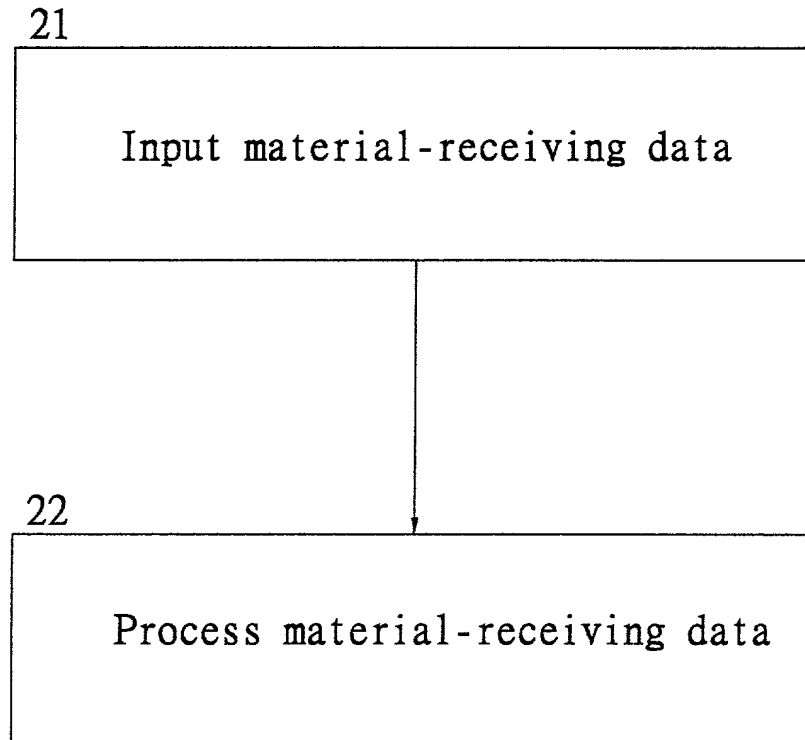 21
Input material-receiving data
22
Process material-receiving data